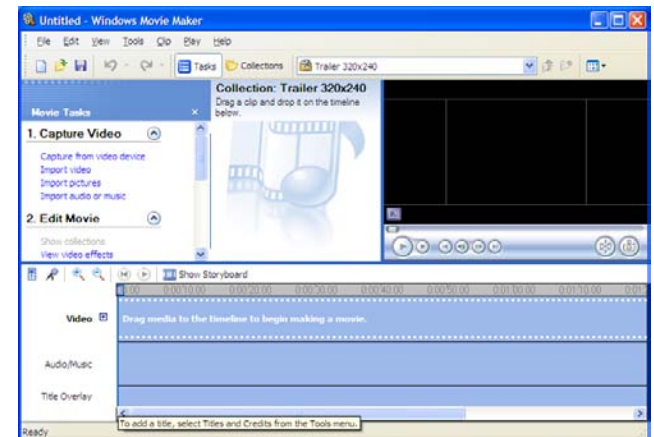 Untitled - Windows Movie Maker
File Edit View Tools Clip Play Help
Tasks Collections Trailer 320x240
Movie Tasks
Collection: Trailer 320x240
Drag a clip and drop it on the timeline
below.
1. Capture Video
Capture from video device
Import video
Import pictures
Import audio or music
2. Edit Movie
Show collections
View video effects
Show Storyboard
0:00:10.00 0:00:20.00 0:00:30.00 0:00:40.00 0:00:50.00 0:01:00.00 0:01:10.00
Video
Drag media to the timeline to begin making a movie.
Audio/Music
Title Overlay
To add a title, select Titles and Credits from the Tools menu.
Ready